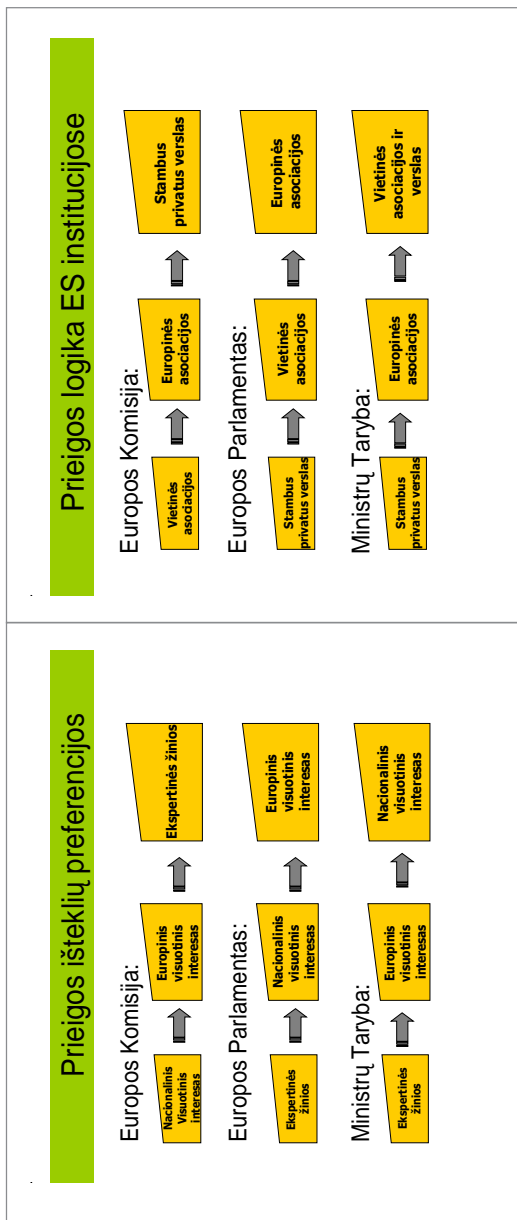 Prieigos išteklių preferencijos
Europos Komisija:
Nacionalinis
Visuotinis
interesas
Europinis
visuotinis
interesas
Ekspertinės žinios
Europos Parlamentas:
Ekspertinės
žinios
Nacionalinis
visuotinis
interesas
Europinis
visuotinis
interesas
Ministrų Taryba:
Ekspertinės
žinios
Europinis
visuotinis
interesas
Nacionalinis
visuotinis
interesas
Prieigos logika ES institucijose
Europos Komisija:
Vietinės
asociacijos
Europinės
asociacijos
Stambus
privatus verslas
Europos Parlamentas:
Stambus
privatus verslas
Vietinės
asociacijos
Europinės
asociacijos
Ministrų Taryba:
Stambus
privatus verslas
Europinės
asociacijos
Vietinės
asociacijos ir
verslas